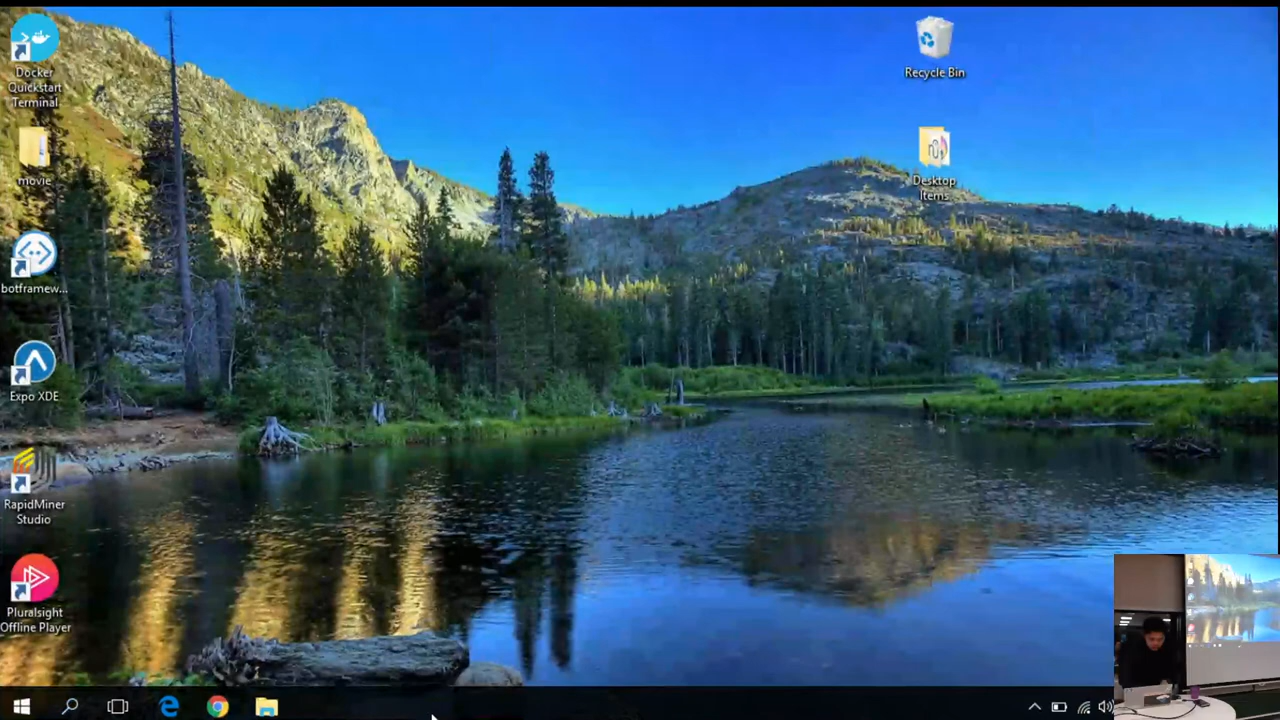 Docker
Quickstart
Terminal
movie
botframew...
Expo XDE
RapidMiner
Studio
Pluralsight
Offline Player
Recycle Bin
Desktop
Items